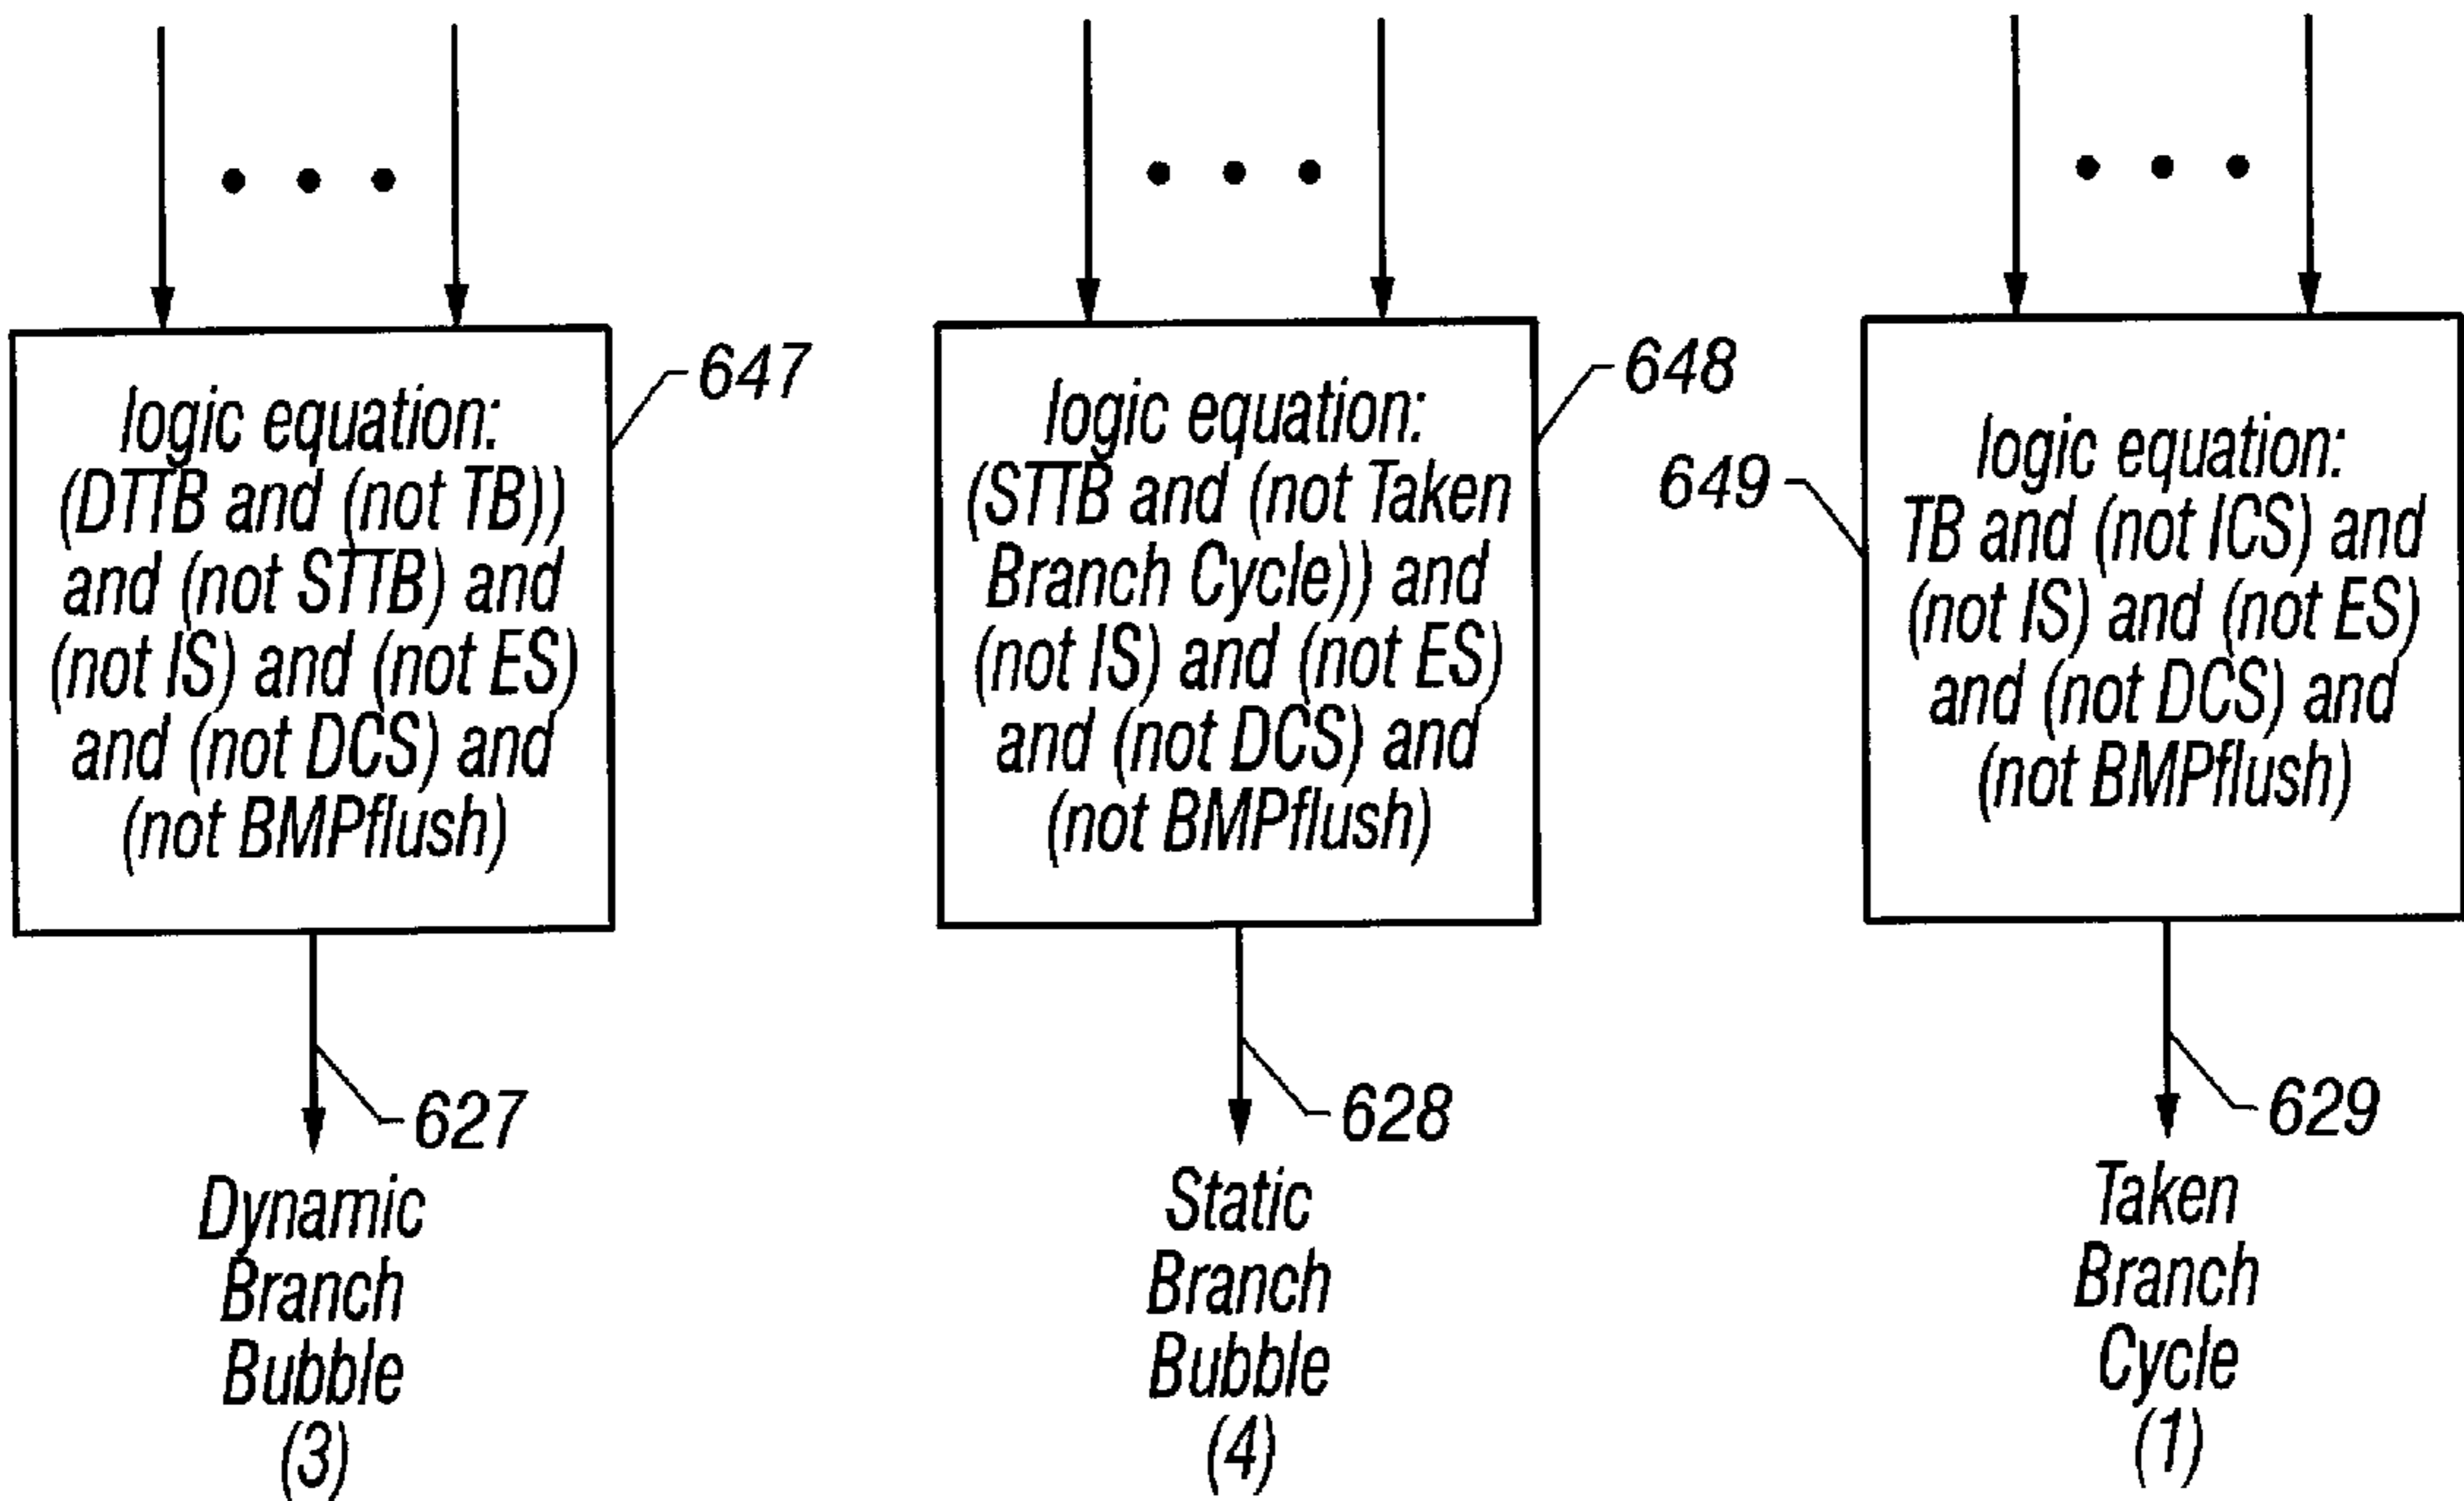 647
logic equation:
(DTTB and (not TB))
and (not STTB) and
(not IS) and (not ES)
and (not DCS) and
(not BMPflush)
627
Dynamic
Branch
Bubble
(3)
648
logic equation:
(STTB and (not Taken
Branch Cycle)) and
(not IS) and (not ES)
and (not DCS) and
(not BMPflush)
628
Static
Branch
Bubble
(4)
649
logic equation:
TB and (not ICS) and
(not IS) and (not ES)
and (not DCS) and
(not BMPflush)
629
Taken
Branch
Cycle
(1)